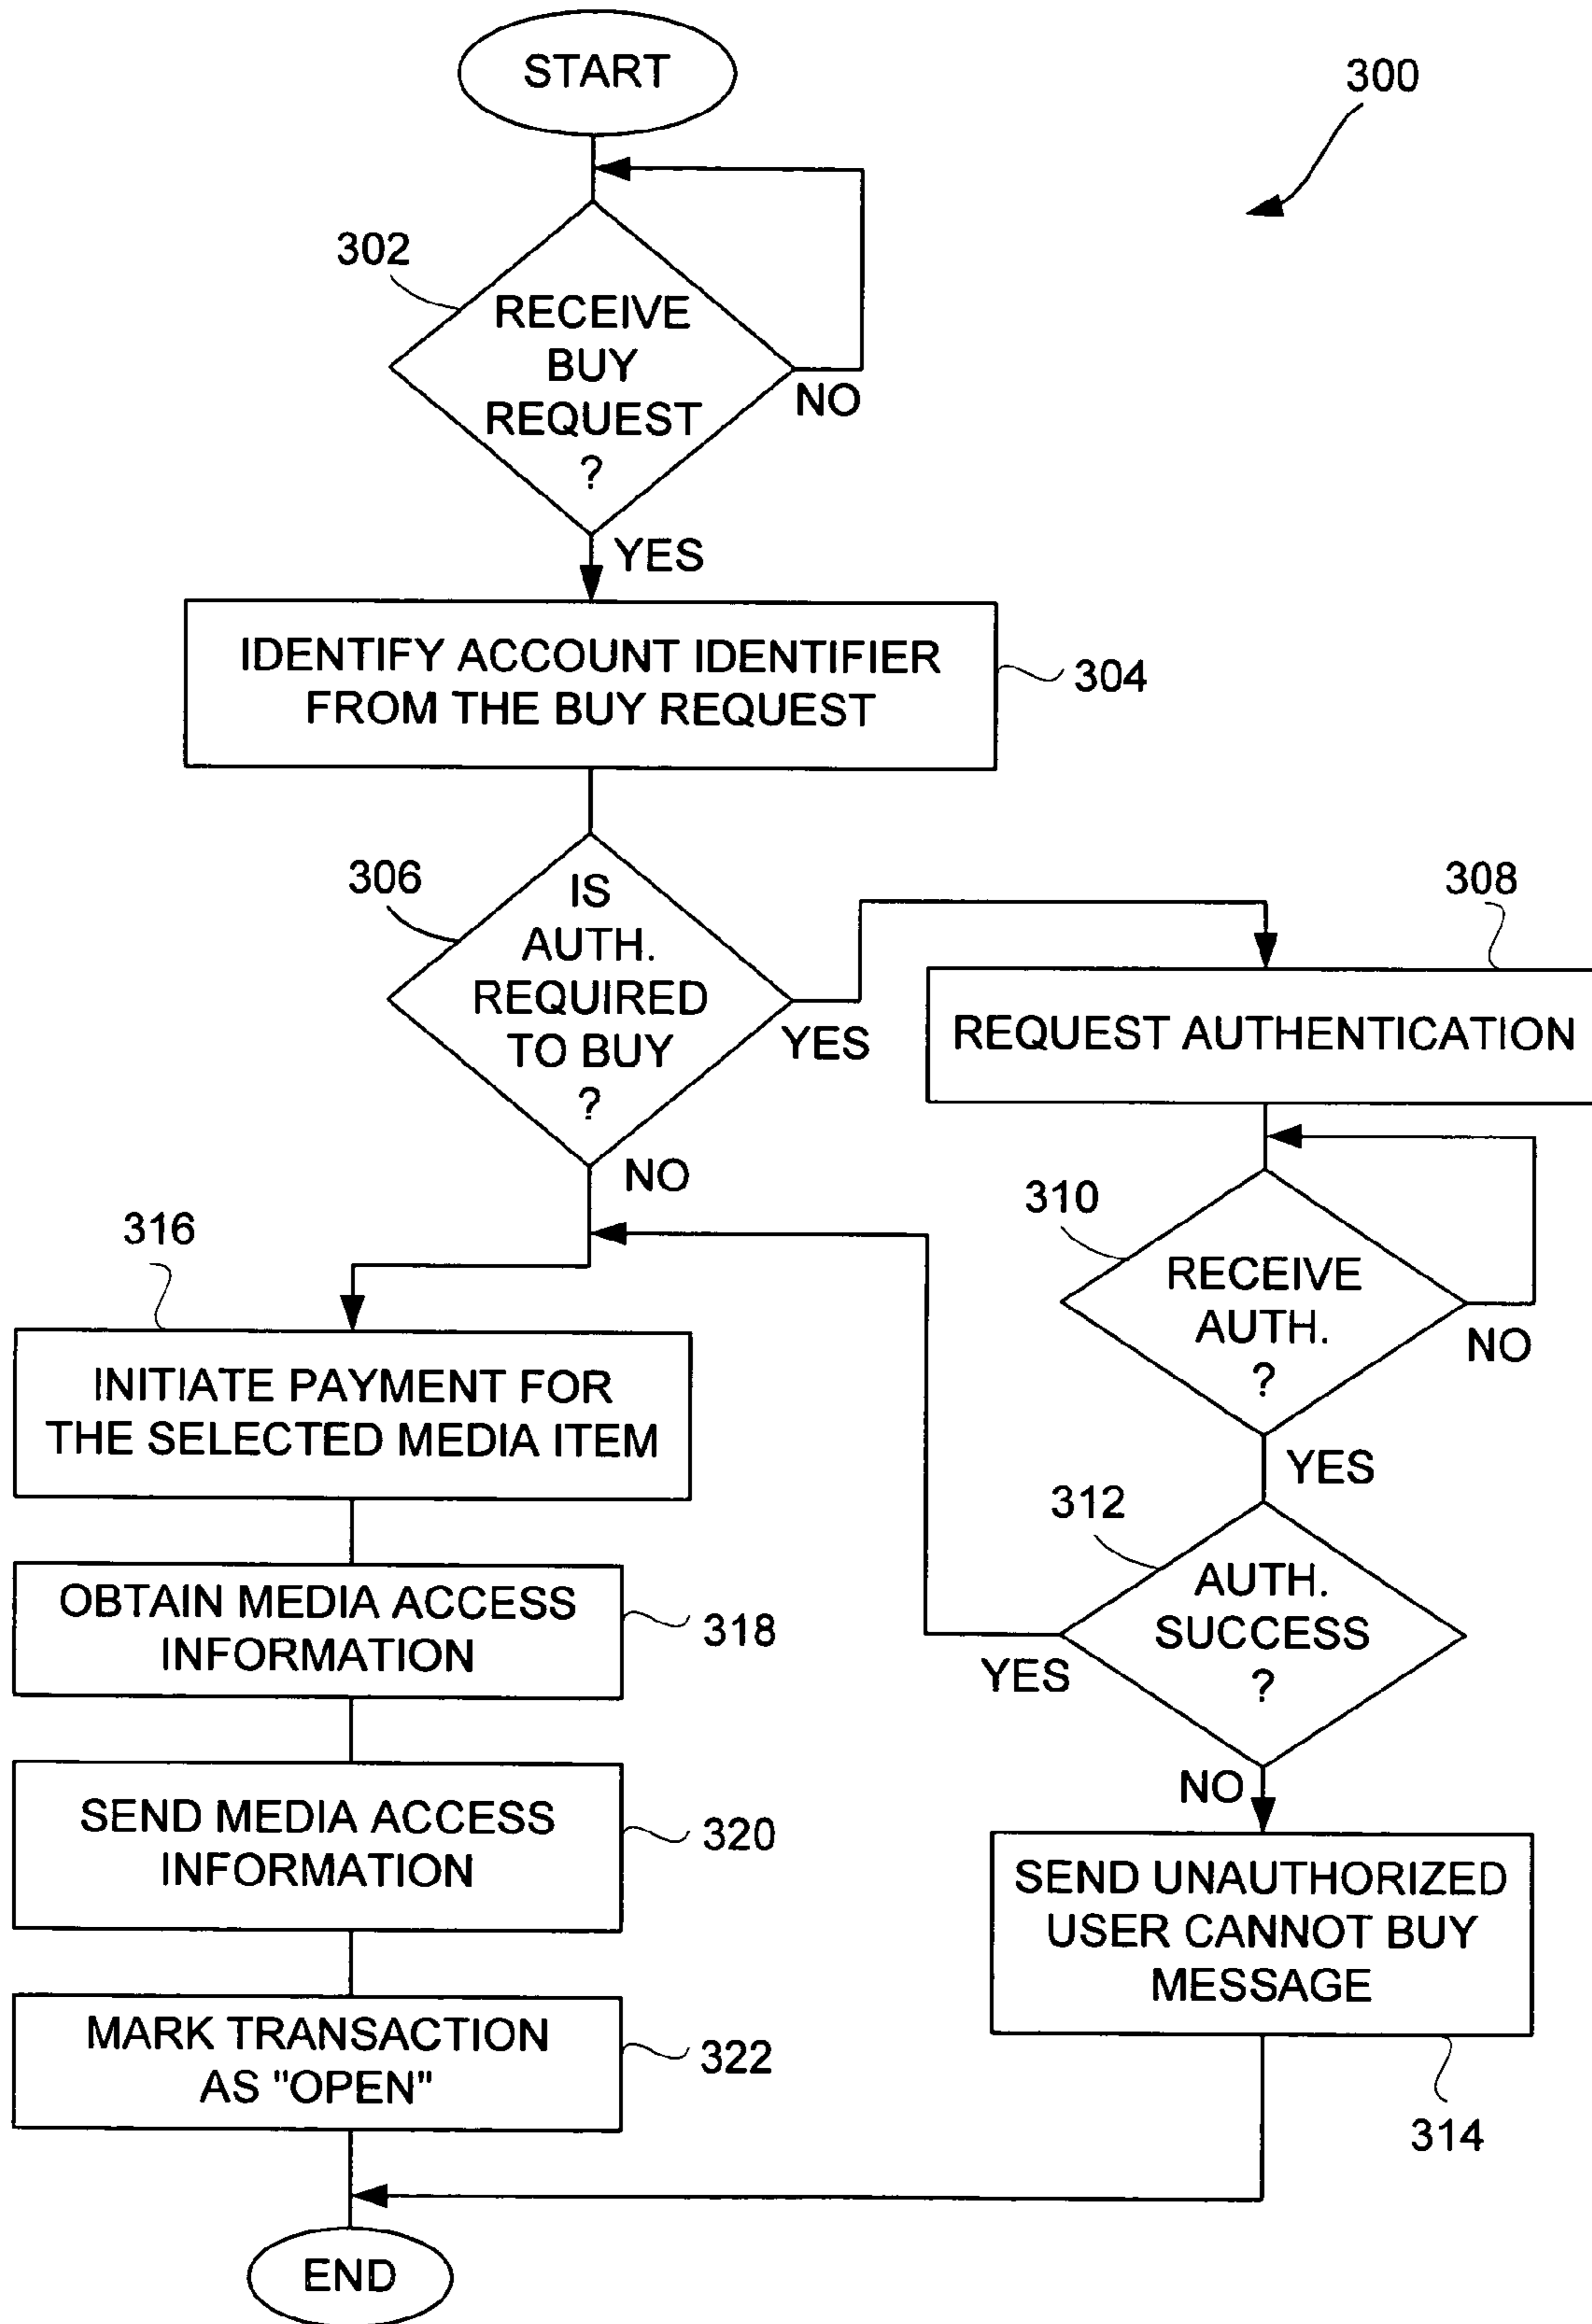 START
300
302
RECEIVE
BUY
REQUEST
?
NO
YES
IDENTIFY ACCOUNT IDENTIFIER
FROM THE BUY REQUEST
304
306
IS
AUTH.
REQUIRED
TO BUY
?
YES
NO
308
REQUEST AUTHENTICATION
310
RECEIVE
AUTH.
?
NO
YES
312
AUTH.
SUCCESS
?
YES
NO
SEND UNAUTHORIZED
USER CANNOT BUY
MESSAGE
314
316
INITIATE PAYMENT FOR
THE SELECTED MEDIA ITEM
OBTAIN MEDIA ACCESS
INFORMATION
318
SEND MEDIA ACCESS
INFORMATION
320
MARK TRANSACTION
AS "OPEN"
322
END